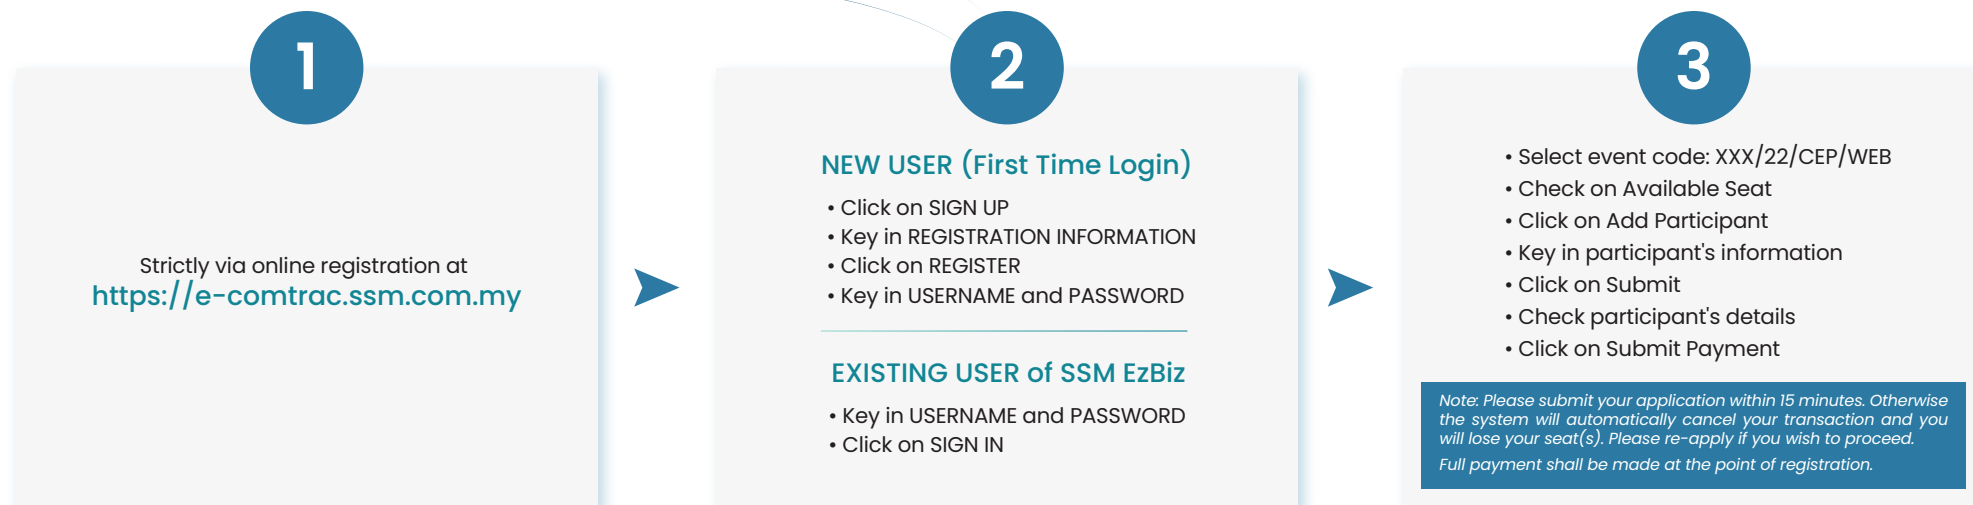 1
Strictly via online registration at
https://e-comtrac.ssm.com.my
2
NEW USER (First Time Login)
• Click on SIGN UP
• Key in REGISTRATION INFORMATION
• Click on REGISTER
• Key in USERNAME and PASSWORD
EXISTING USER of SSM EzBiz
• Key in USERNAME and PASSWORD
• Click on SIGN IN
3
• Select event code: XXX/22/CEP/WEB
• Check on Available Seat
• Click on Add Participant
• Key in participant's information
• Click on Submit
• Check participant's details
• Click on Submit Payment
Note: Please submit your application within 15 minutes. Otherwise
the system will automatically cancel your transaction and you
will lose your seat(s). Please re-apply if you wish to proceed.
Full payment shall be made at the point of registration.